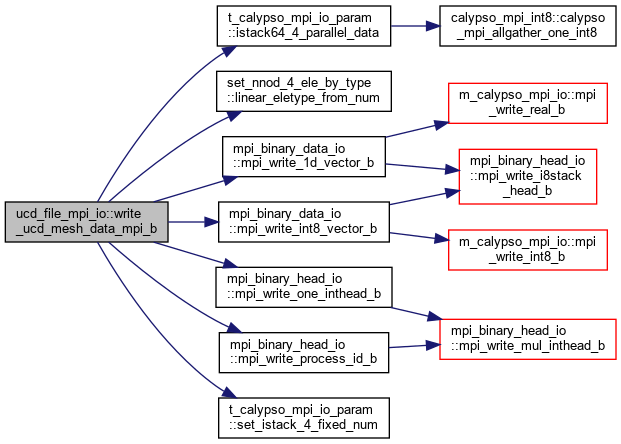 t_calypso_mpi_io_param
::istack64_4_parallel_data
calypso_mpi_int8::calypso
_mpi_allgather_one_int8
set_nnod_4_ele_by_type
::linear_eletype_from_num
m_calypso_mpi_io::mpi
_write_real_b
mpi_binary_data_io
::mpi_write_1d_vector_b
mpi_binary_head_io
::mpi_write_i8stack
_head_b
ucd_file_mpi_io::write
_ucd_mesh_data_mpi_b
mpi_binary_data_io
::mpi_write_int8_vector_b
m_calypso_mpi_io::mpi
_write_int8_b
mpi_binary_head_io
::mpi_write_one_inthead_b
mpi_binary_head_io
::mpi_write_mul_inthead_b
mpi_binary_head_io
::mpi_write_process_id_b
t_calypso_mpi_io_param
::set_istack_4_fixed_num